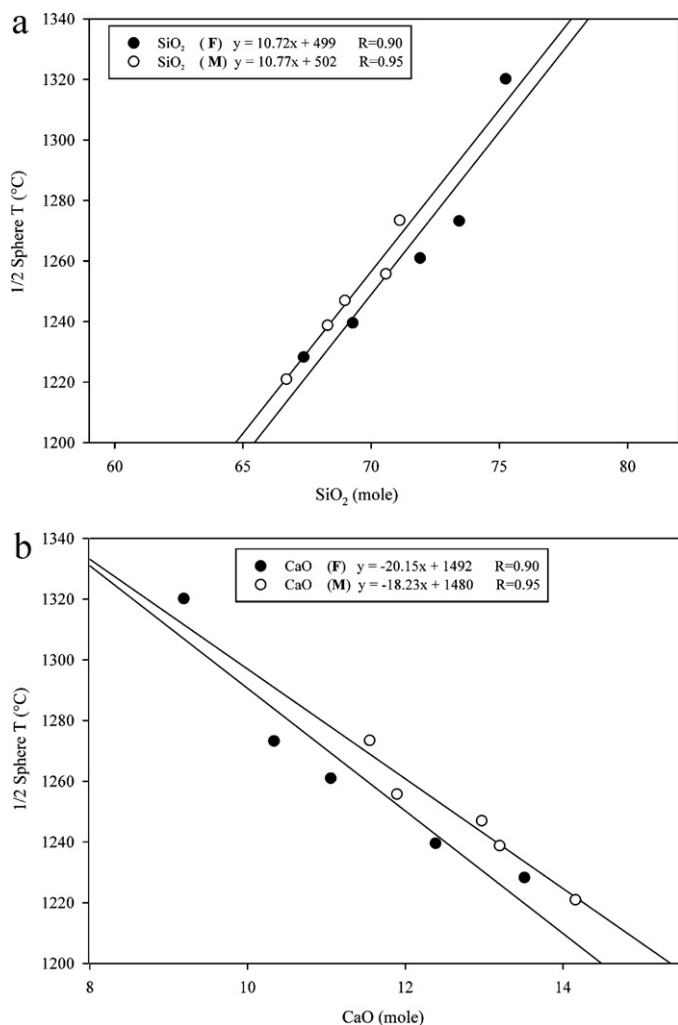 a
1340
1320
1300
1280
1260
1240
1220
1200
1/2 Sphere T (°C)
● SiO₂ ( F ) y = 10.72x + 499 R=0.90
○ SiO₂ ( M ) y = 10.77x + 502 R=0.95
60 65 70 75 80
SiO₂ (mole)
b
1340
1320
1300
1280
1260
1240
1220
1200
1/2 Sphere T (°C)
● CaO (F) y = -20.15x + 1492 R=0.90
○ CaO (M) y = -18.23x + 1480 R=0.95
8 10 12 14
CaO (mole)